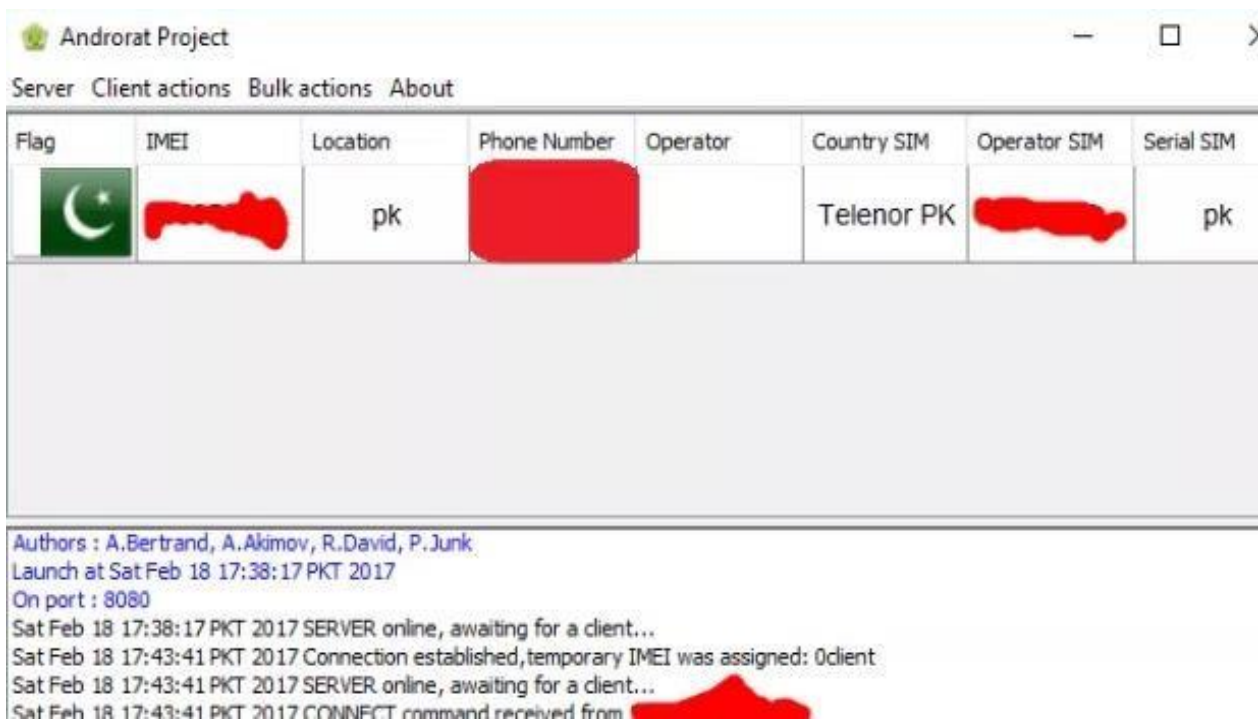 Androrat Project
Server Client actions Bulk actions About
Flag IMEI Location Phone Number Operator Country SIM Operator SIM Serial SIM
pk Telenor PK pk
Authors : A.Bertrand, A.Akimov, R.David, P.Junk
Launch at Sat Feb 18 17:38:17 PKT 2017
On port : 8080
Sat Feb 18 17:38:17 PKT 2017 SERVER online, awaiting for a client...
Sat Feb 18 17:43:41 PKT 2017 Connection established,temporary IMEI was assigned: 0client
Sat Feb 18 17:43:41 PKT 2017 SERVER online, awaiting for a client...
Sat Feb 18 17:43:41 PKT 2017 CONNECT command received from